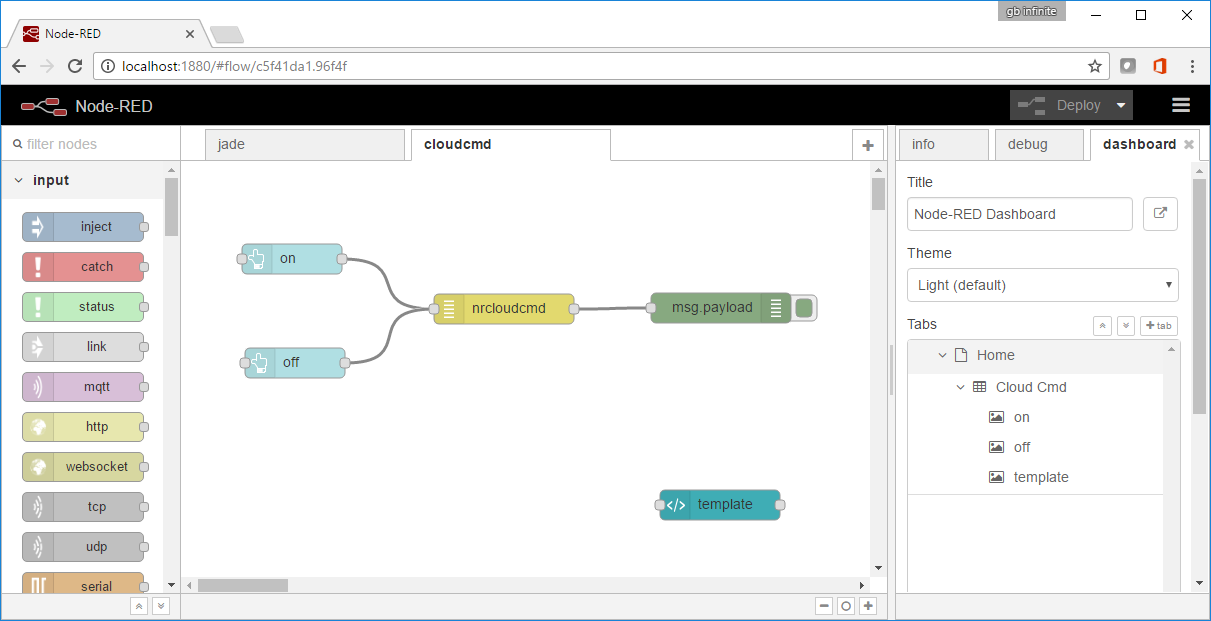 gb infinite
Node-RED
localhost:1880/#flow/c5f41da1.96f4f
Node-RED
Deploy
filter nodes
jade
cloudcmd
info
debug
dashboard
input
inject
catch
status
link
mqtt
http
websocket
tcp
udp
serial
on
off
nrcloudcmd
msg.payload
template
Title
Node-RED Dashboard
Theme
Light (default)
Tabs
tab
Home
Cloud Cmd
on
off
template